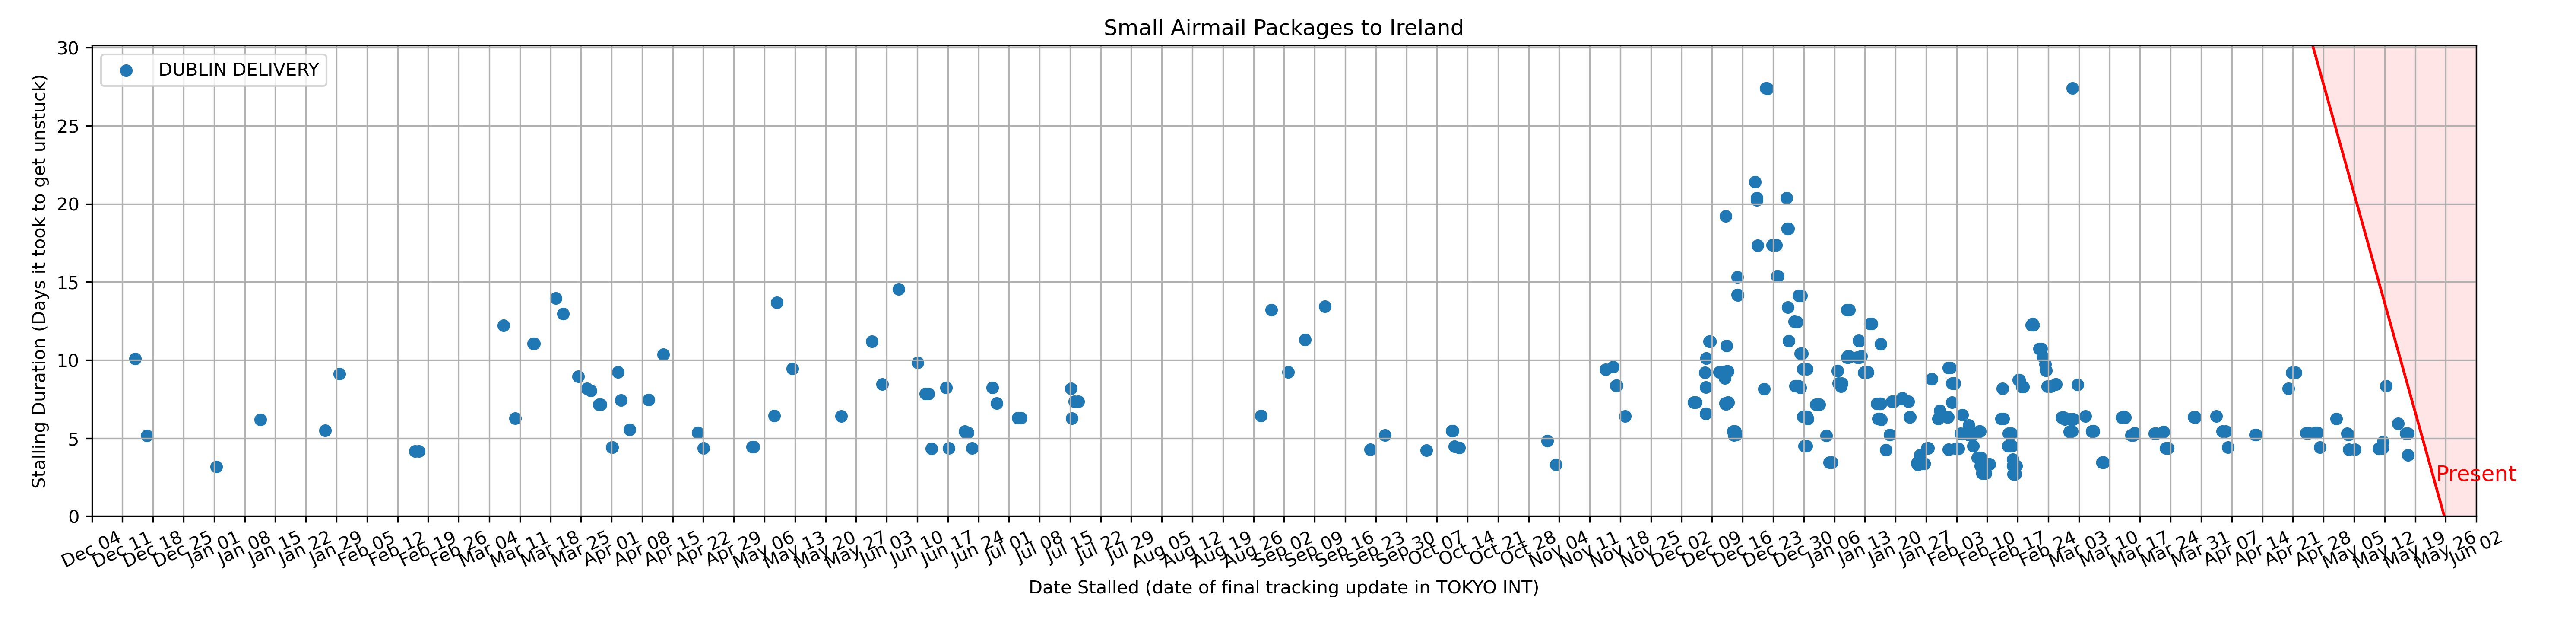 Small Airmail Packages to Ireland
DUBLIN DELIVERY
Stalling Duration (Days it took to get unstuck)
30
25
20
15
10
5
0
Present
Dec 04
Dec 11
Dec 18
Dec 25
Jan 01
Jan 08
Jan 15
Jan 22
Jan 29
Feb 05
Feb 12
Feb 19
Feb 26
Mar 04
Mar 11
Mar 18
Mar 25
Apr 01
Apr 08
Apr 15
Apr 22
Apr 29
May 06
May 13
May 20
May 27
Jun 03
Jun 10
Jun 17
Jun 24
Jul 01
Jul 08
Jul 15
Jul 22
Jul 29
Aug 05
Aug 12
Aug 19
Aug 26
Sep 02
Sep 09
Sep 16
Sep 23
Sep 30
Oct 07
Oct 14
Oct 21
Oct 28
Nov 04
Nov 11
Nov 18
Nov 25
Dec 02
Dec 09
Dec 16
Dec 23
Dec 30
Jan 06
Jan 13
Jan 20
Jan 27
Feb 03
Feb 10
Feb 17
Feb 24
Mar 03
Mar 10
Mar 17
Mar 24
Mar 31
Apr 07
Apr 14
Apr 21
Apr 28
May 05
May 12
May 19
May 26
Jun 02
Date Stalled (date of final tracking update in TOKYO INT)